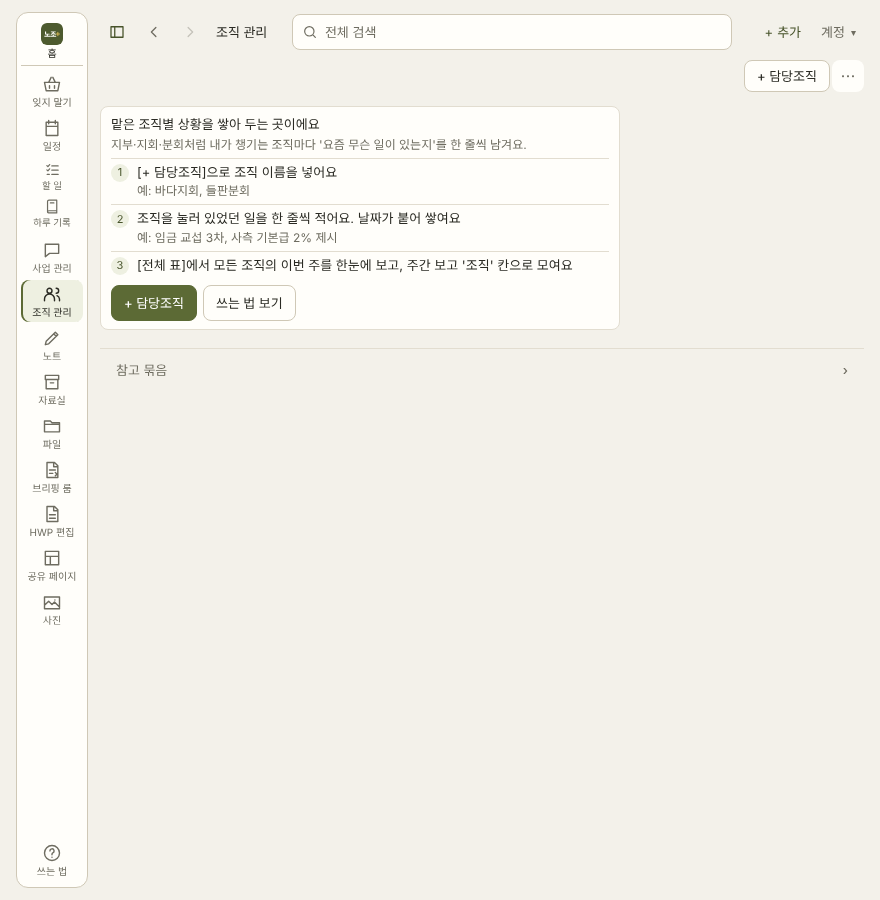 노조+
홈
잊지 말기
일정
할 일
하루 기록
사업 관리
조직 관리
노트
자료실
파일
브리핑 룸
HWP 편집
공유 페이지
사진
쓰는 법
조직 관리
전체 검색
+ 추가
계정 ▾
+ 담당조직
⋯
맡은 조직별 상황을 쌓아 두는 곳이에요
지부·지회·분회처럼 내가 챙기는 조직마다 '요즘 무슨 일이 있는지'를 한 줄씩 남겨요.
1 [+ 담당조직]으로 조직 이름을 넣어요
예: 바다지회, 들판분회
2 조직을 눌러 있었던 일을 한 줄씩 적어요. 날짜가 붙어 쌓여요
예: 임금 교섭 3차, 사측 기본급 2% 제시
3 [전체 표]에서 모든 조직의 이번 주를 한눈에 보고, 주간 보고 '조직' 칸으로 모여요
+ 담당조직
쓰는 법 보기
참고 묶음
›